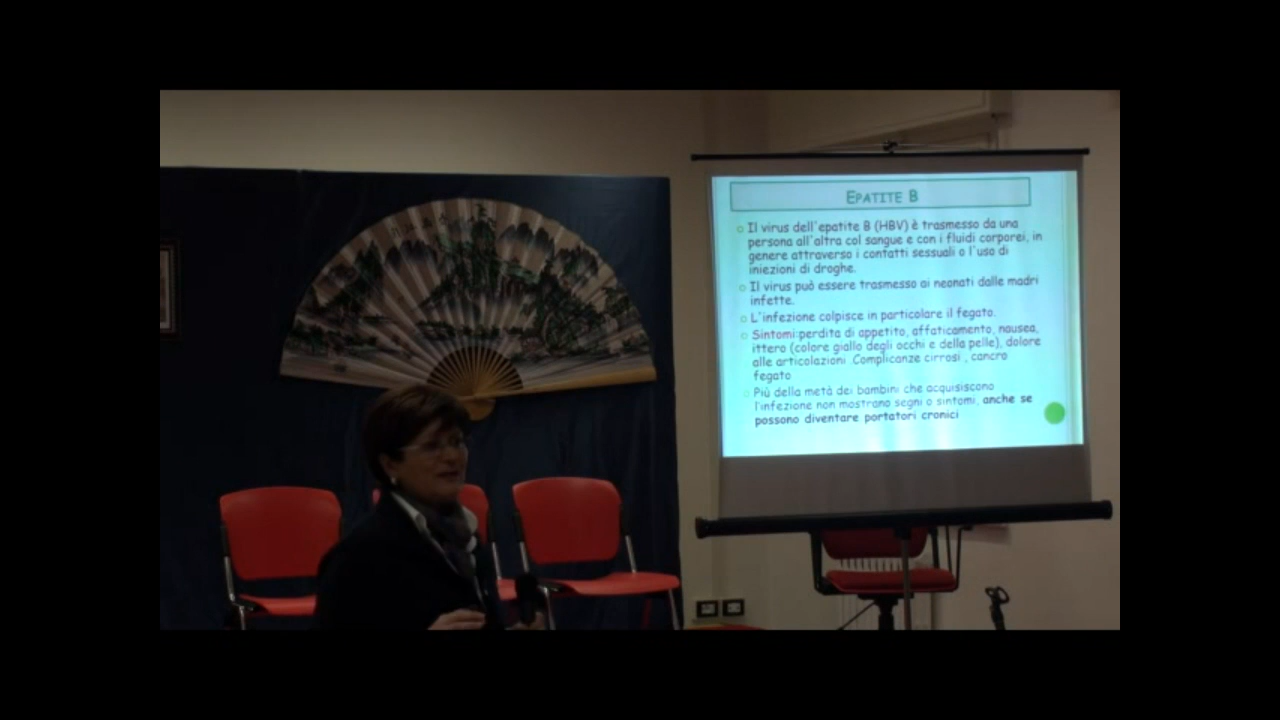 EPATITE B
Il virus dell'epatite B (HBV) è trasmesso da una
persona all'altra col sangue e con i fluidi corporei, in
genere attraverso i contatti sessuali o l'uso di
iniezioni di droghe.
Il virus può essere trasmesso ai neonati dalle madri
infette.
L'infezione colpisce in particolare il fegato.
Sintomi:perdita di appetito, affaticamento, nausea,
ittero (colore giallo degli occhi e della pelle), dolore
alle articolazioni .Complicanze cirrosi , cancro
fegato
Più della metà dei bambini che acquisiscono
l'infezione non mostrano segni o sintomi, anche se
possono diventare portatori cronici